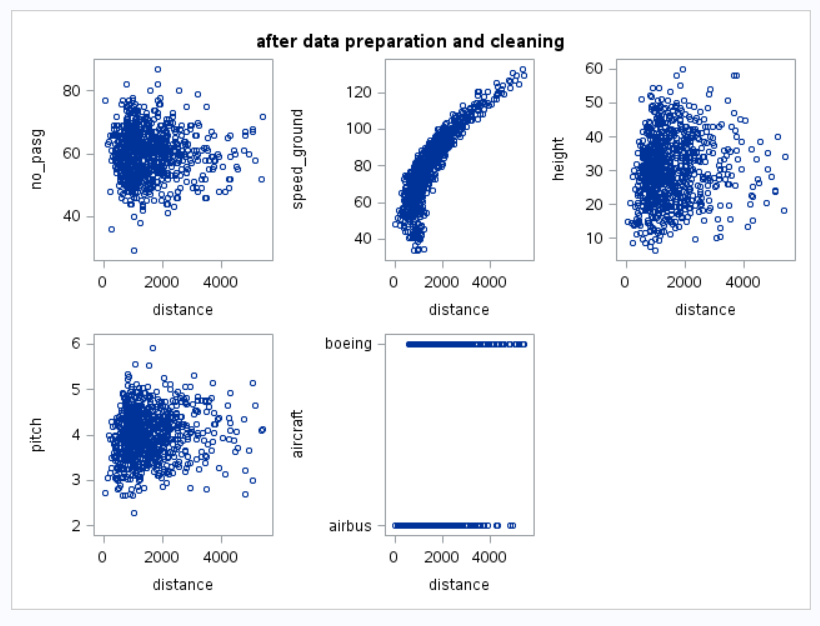 after data preparation and cleaning
no_pasg
80
60
40
0 2000 4000
distance
speed_ground
120
100
80
60
40
0 2000 4000
distance
height
60
50
40
30
20
10
0 2000 4000
distance
pitch
6
5
4
3
2
0 2000 4000
distance
aircraft
boeing
airbus
0 2000 4000
distance